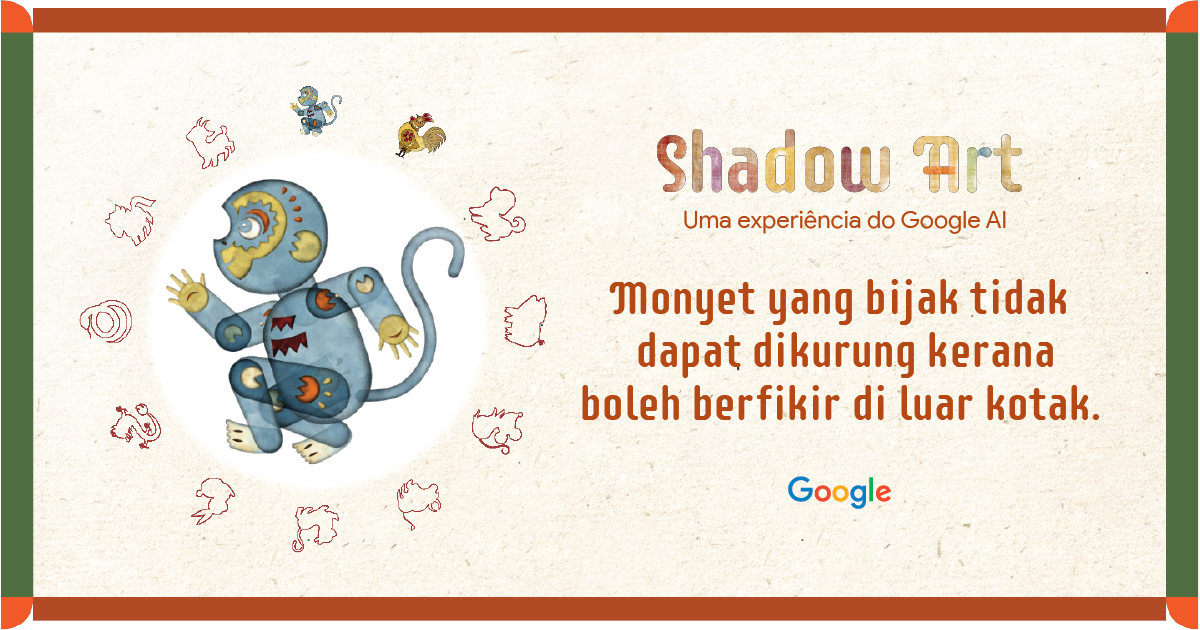 Shadow Art
Uma experiência do Google AI
Monyet yang bijak tidak
dapat dikurung kerana
boleh berfikir di luar kotak.
Google